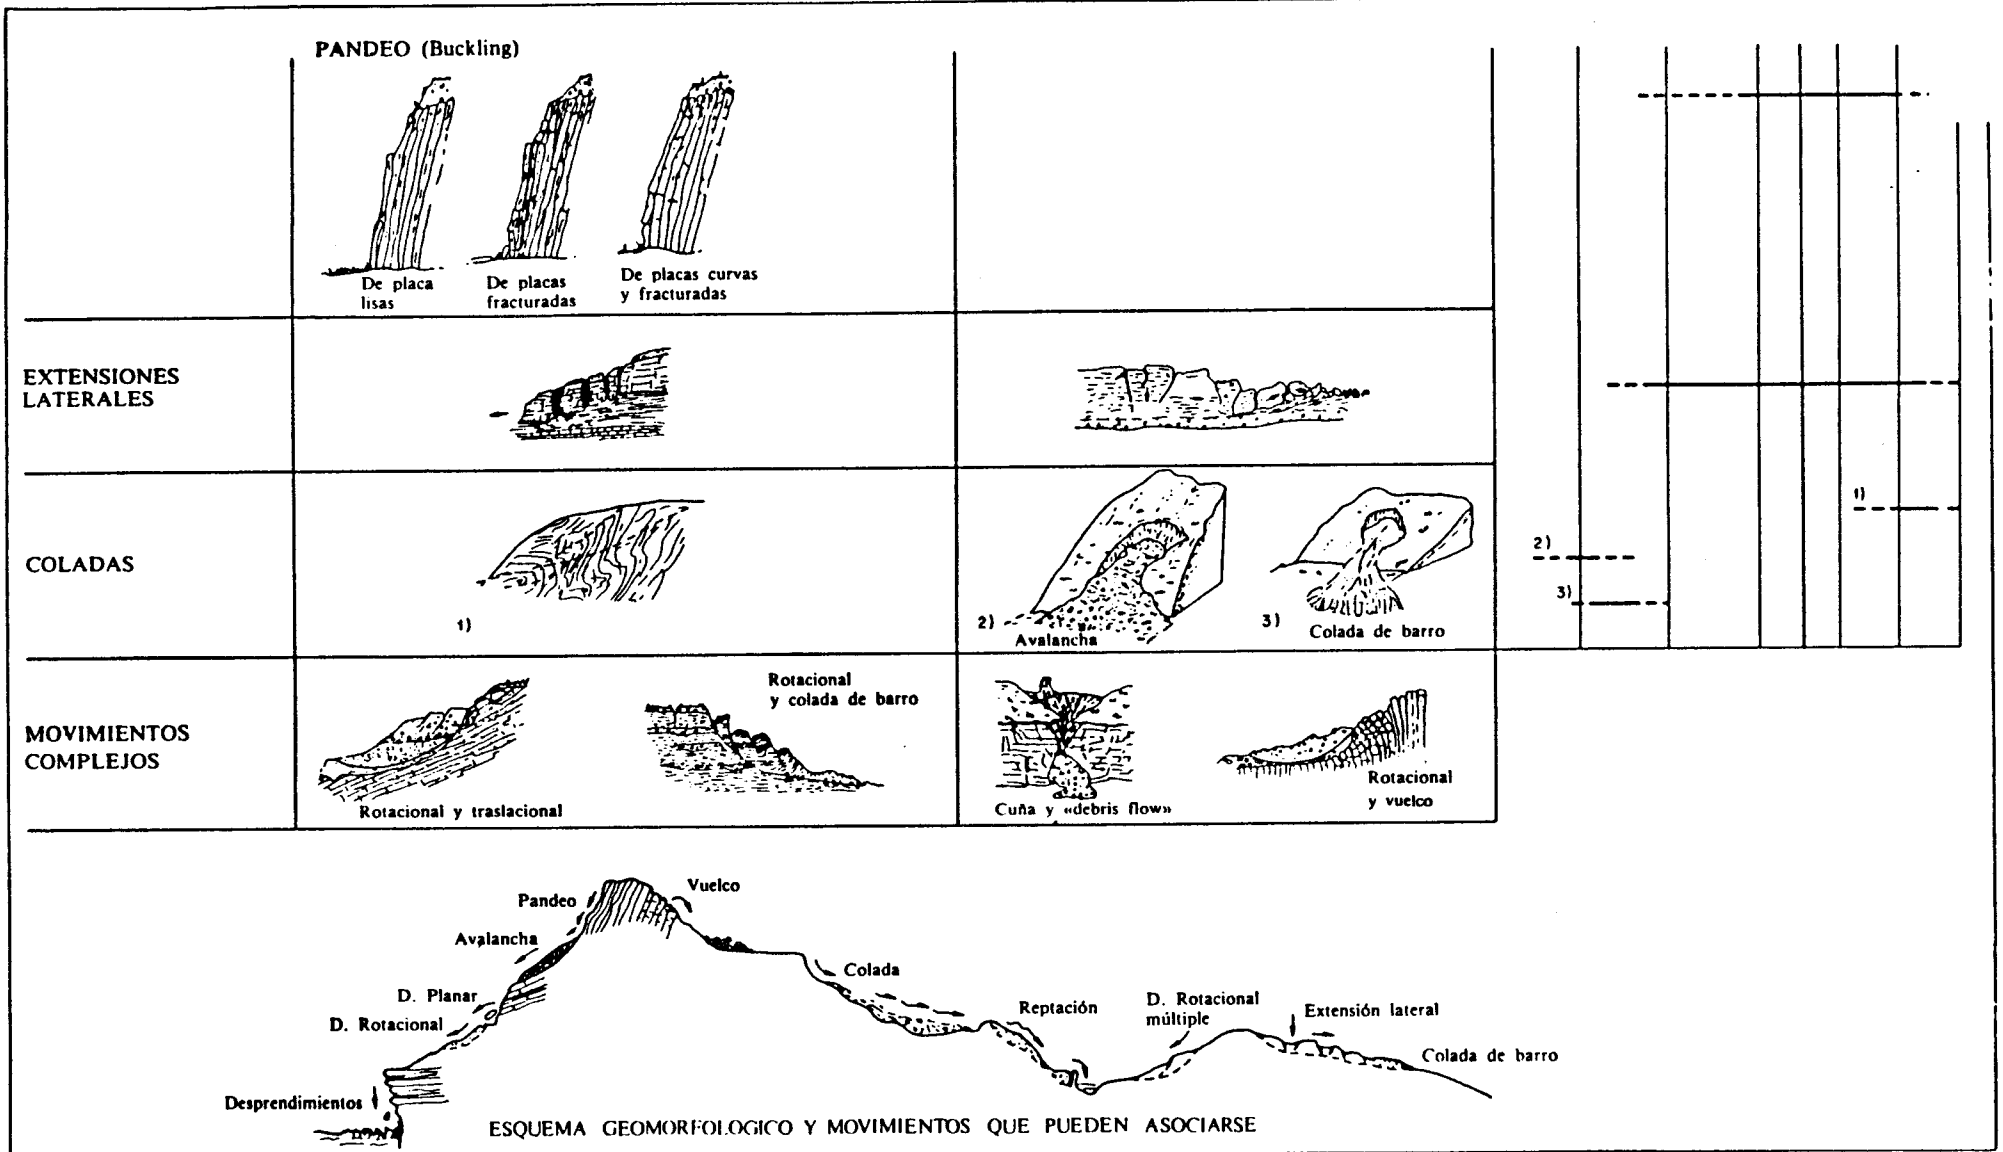 PANDEO (Buckling)
De placa
lisas
De placas
fracturadas
De placas curvas
y fracturadas
EXTENSIONES
LATERALES
COLADAS
1)
2)
Avalancha
3)
Colada de barro
1)
2)
3)
MOVIMIENTOS
COMPLEJOS
Rotacional y traslacional
Rotacional
y colada de barro
Cuña y «debris flow»
Rotacional
y vuelco
Pandeo
Vuelco
Avalancha
D. Planar
D. Rotacional
Desprendimientos
Colada
Reptación
D. Rotacional
múltiple
Extensión lateral
Colada de barro
ESQUEMA GEOMORFOLOGICO Y MOVIMIENTOS QUE PUEDEN ASOCIARSE